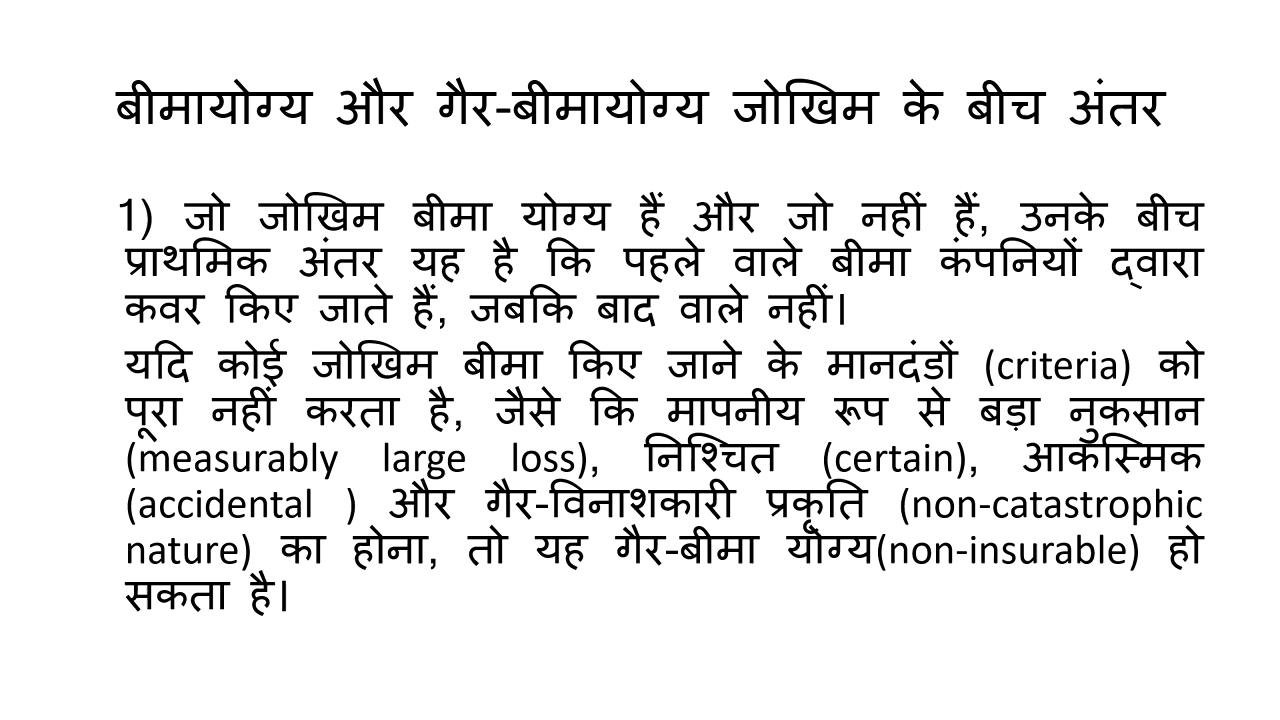 बीमायोग्य और गैर-बीमायोग्य जोखिम के बीच अंतर
1) जो जोखिम बीमा योग्य हैं और जो नहीं हैं, उनके बीच
प्राथमिक अंतर यह है कि पहले वाले बीमा कंपनियों द्वारा
कवर किए जाते हैं, जबकि बाद वाले नहीं।
यदि कोई जोखिम बीमा किए जाने के मानदंडों (criteria) को
पूरा नहीं करता है, जैसे कि मापनीय रूप से बड़ा नुकसान
(measurably large loss), निश्चित (certain), आकस्मिक
(accidental ) और गैर-विनाशकारी प्रकृति (non-catastrophic
nature) का होना, तो यह गैर-बीमा योग्य(non-insurable) हो
सकता है।